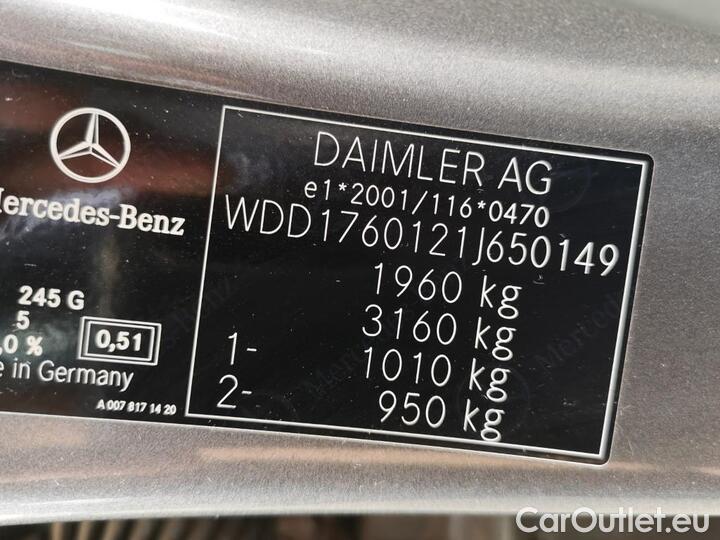 Mercedes-Benz
245 G
5
,0 %
0,51
in Germany
A 007 817 14 20
DAIMLER AG
e1*2001/116*0470
WDD1760121J650149
1960 kg
3160 kg
1- 1010 kg
2- 950 kg
CarOutlet.eu